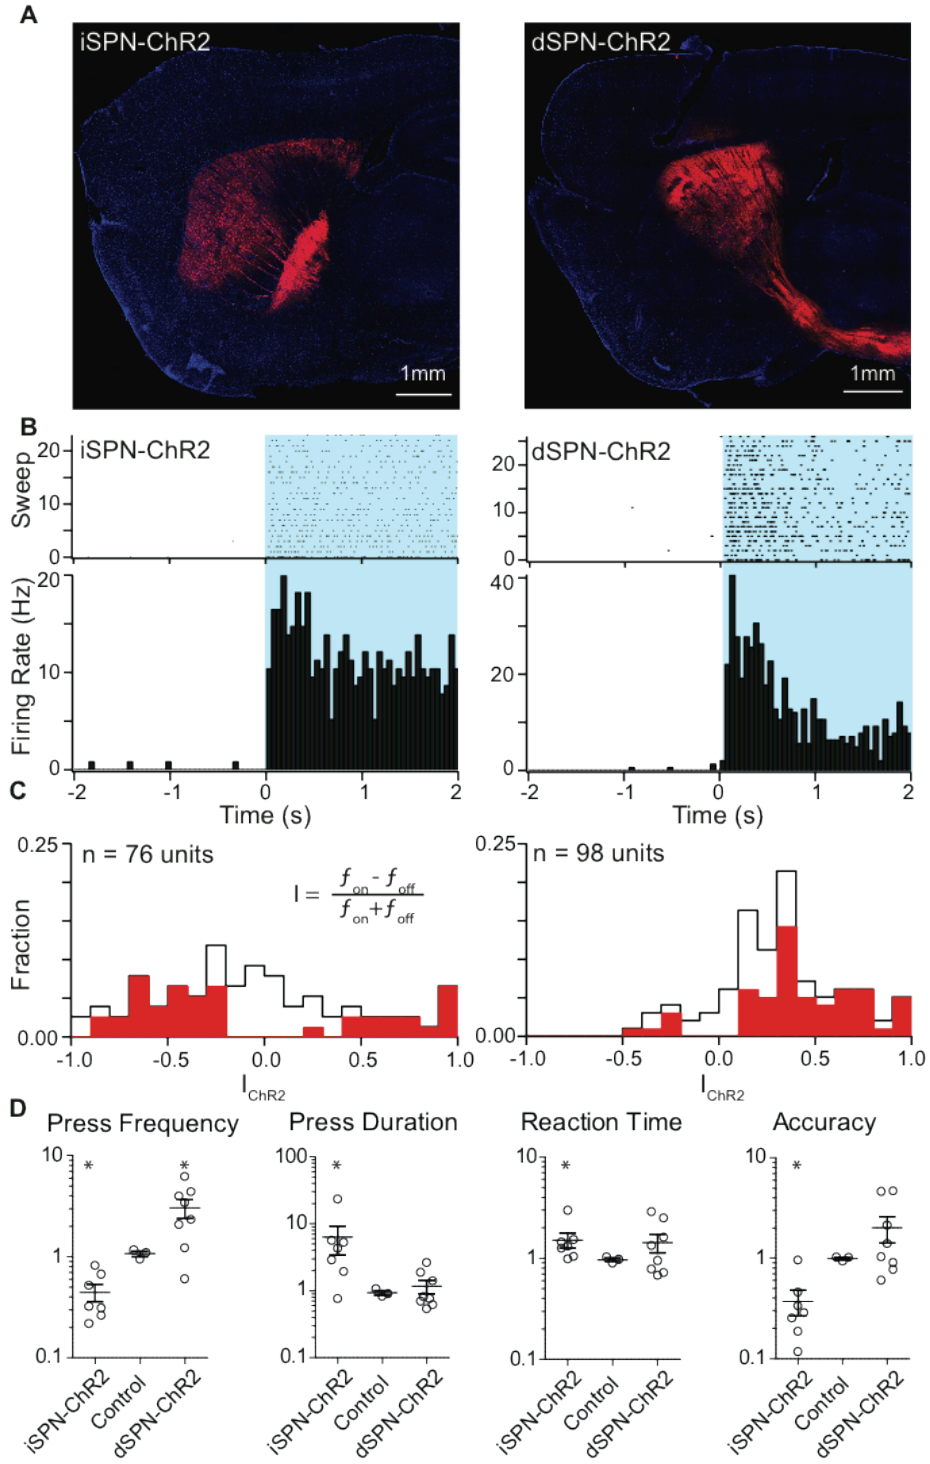 A
iSPN-ChR2
dSPN-ChR2
1mm
1mm
B
iSPN-ChR2
dSPN-ChR2
Sweep
20
10
0
20
10
0
Firing Rate (Hz)
20
10
0
40
20
0
-2 -1 0 1 2
-2 -1 0 1 2
Time (s)
Time (s)
C
0.25
n = 76 units
I = ƒon - ƒoff
ƒon+ƒoff
0.25
n = 98 units
Fraction
0.00
0.00
-1.0 -0.5 0.0 0.5 1.0
-1.0 -0.5 0.0 0.5 1.0
IChR2
IChR2
D
Press Frequency
Press Duration
Reaction Time
Accuracy
10
1
0.1
* *
100
10
1
0.1
*
10
1
0.1
*
10
1
0.1
*
iSPN-ChR2
Control
dSPN-ChR2
iSPN-ChR2
Control
dSPN-ChR2
iSPN-ChR2
Control
dSPN-ChR2
iSPN-ChR2
Control
dSPN-ChR2